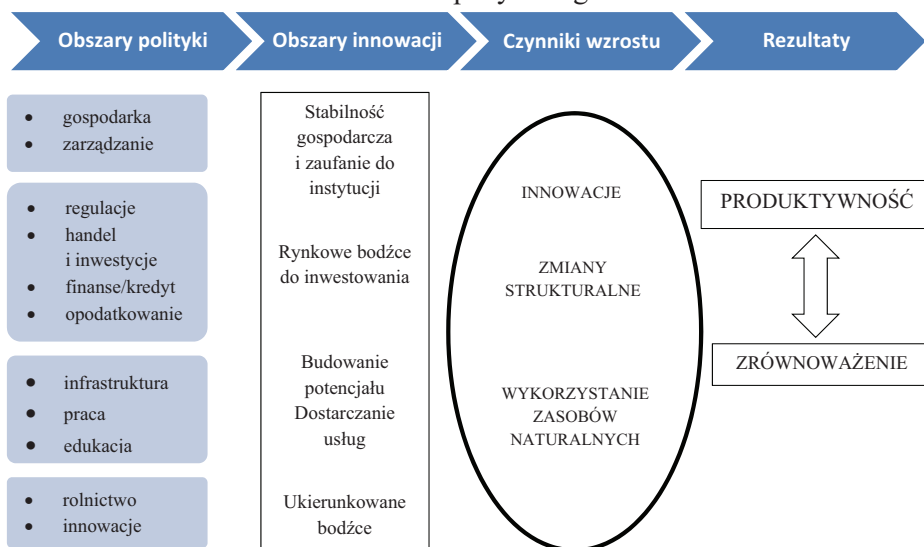 Obszary polityki
Obszary innowacji
Czynniki wzrostu
Rezultaty
• gospodarka
• zarządzanie
• regulacje
• handel
i inwestycje
• finanse/kredyt
• opodatkowanie
• infrastruktura
• praca
• edukacja
• rolnictwo
• innowacje
Stabilność
gospodarcza
i zaufanie do
instytucji
Rynkowe bodźce
do inwestowania
Budowanie
potencjału
Dostarczanie
usług
Ukierunkowane
bodźce
INNOWACJE
ZMIANY
STRUKTURALNE
WYKORZYSTANIE
ZASOBÓW
NATURALNYCH
PRODUKTYWNOŚĆ
ZRÓWNOWAŻENIE